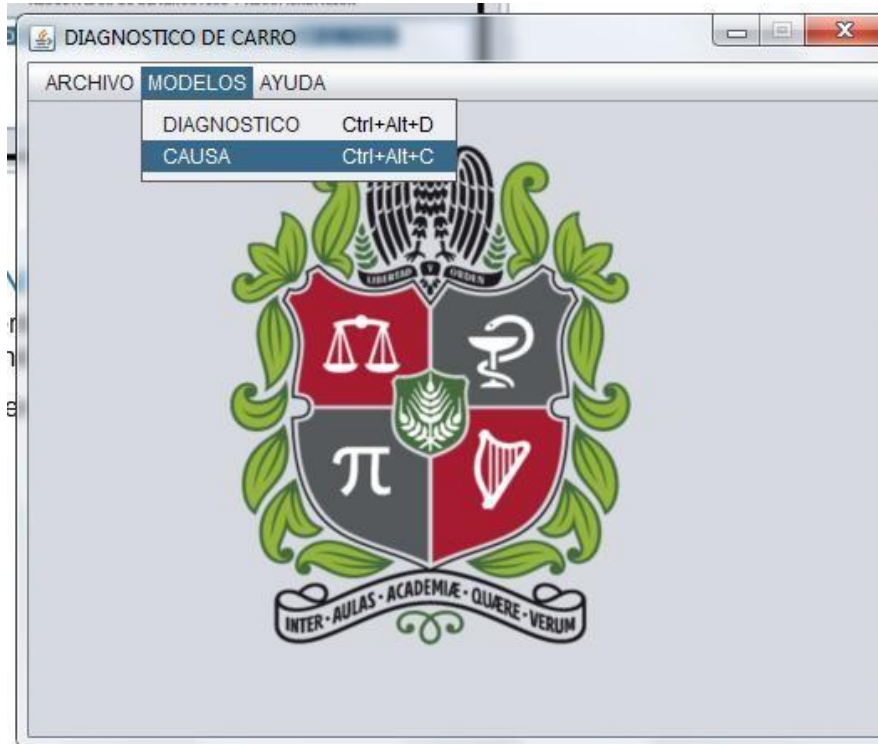 DIAGNOSTICO DE CARRO
ARCHIVO MODELOS AYUDA
DIAGNOSTICO Ctrl+Alt+D
CAUSA Ctrl+Alt+C
LIBERTAD Y ORDEN
π
INTER · AULAS · ACADEMIÆ · QUÆRE · VERUM